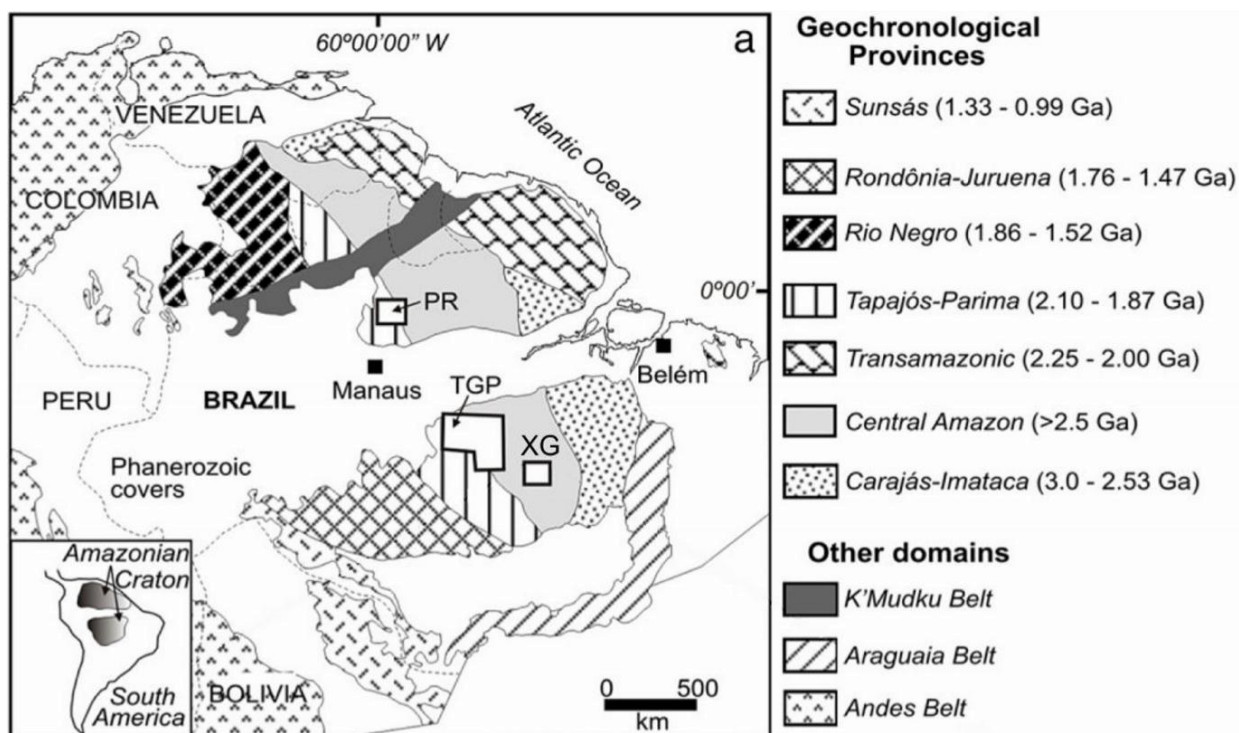 60º00'00" W
a
VENEZUELA
Atlantic Ocean
COLOMBIA
0º00'
PR
Manaus
Belém
PERU
BRAZIL
TGP
XG
Phanerozoic
covers
Amazonian
Craton
South
America
BOLIVIA
0 500
km
Geochronological
Provinces
Sunsás (1.33 - 0.99 Ga)
Rondônia-Juruena (1.76 - 1.47 Ga)
Rio Negro (1.86 - 1.52 Ga)
Tapajós-Parima (2.10 - 1.87 Ga)
Transamazonic (2.25 - 2.00 Ga)
Central Amazon (>2.5 Ga)
Carajás-Imataca (3.0 - 2.53 Ga)
Other domains
K'Mudku Belt
Araguaia Belt
Andes Belt